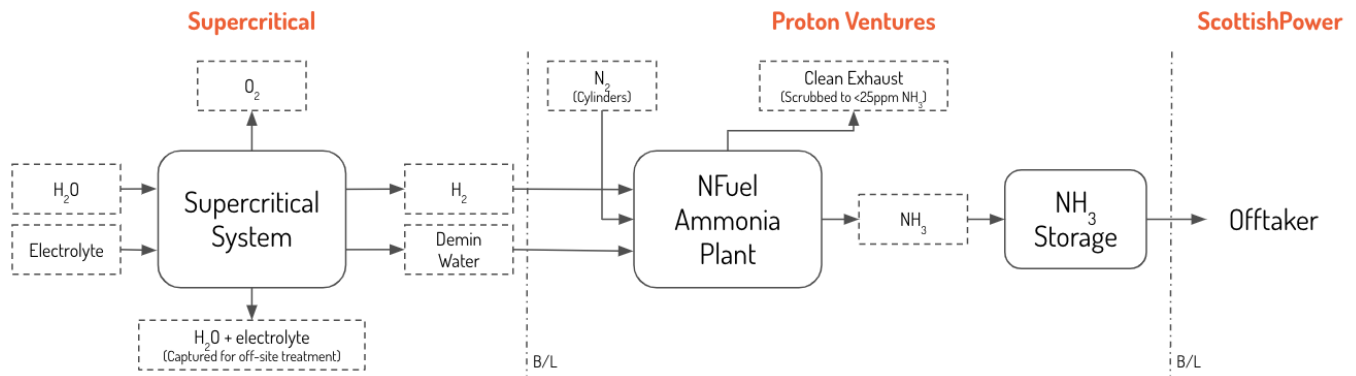 Supercritical
Proton Ventures
ScottishPower
O₂
N₂
(Cylinders)
Clean Exhaust
(Scrubbed to <25ppm NH₃)
H₂O
Electrolyte
Supercritical
System
H₂
Demin
Water
NFuel
Ammonia
Plant
NH₃
NH₃
Storage
Offtaker
H₂O + electrolyte
(Captured for off-site treatment)
B/L
B/L